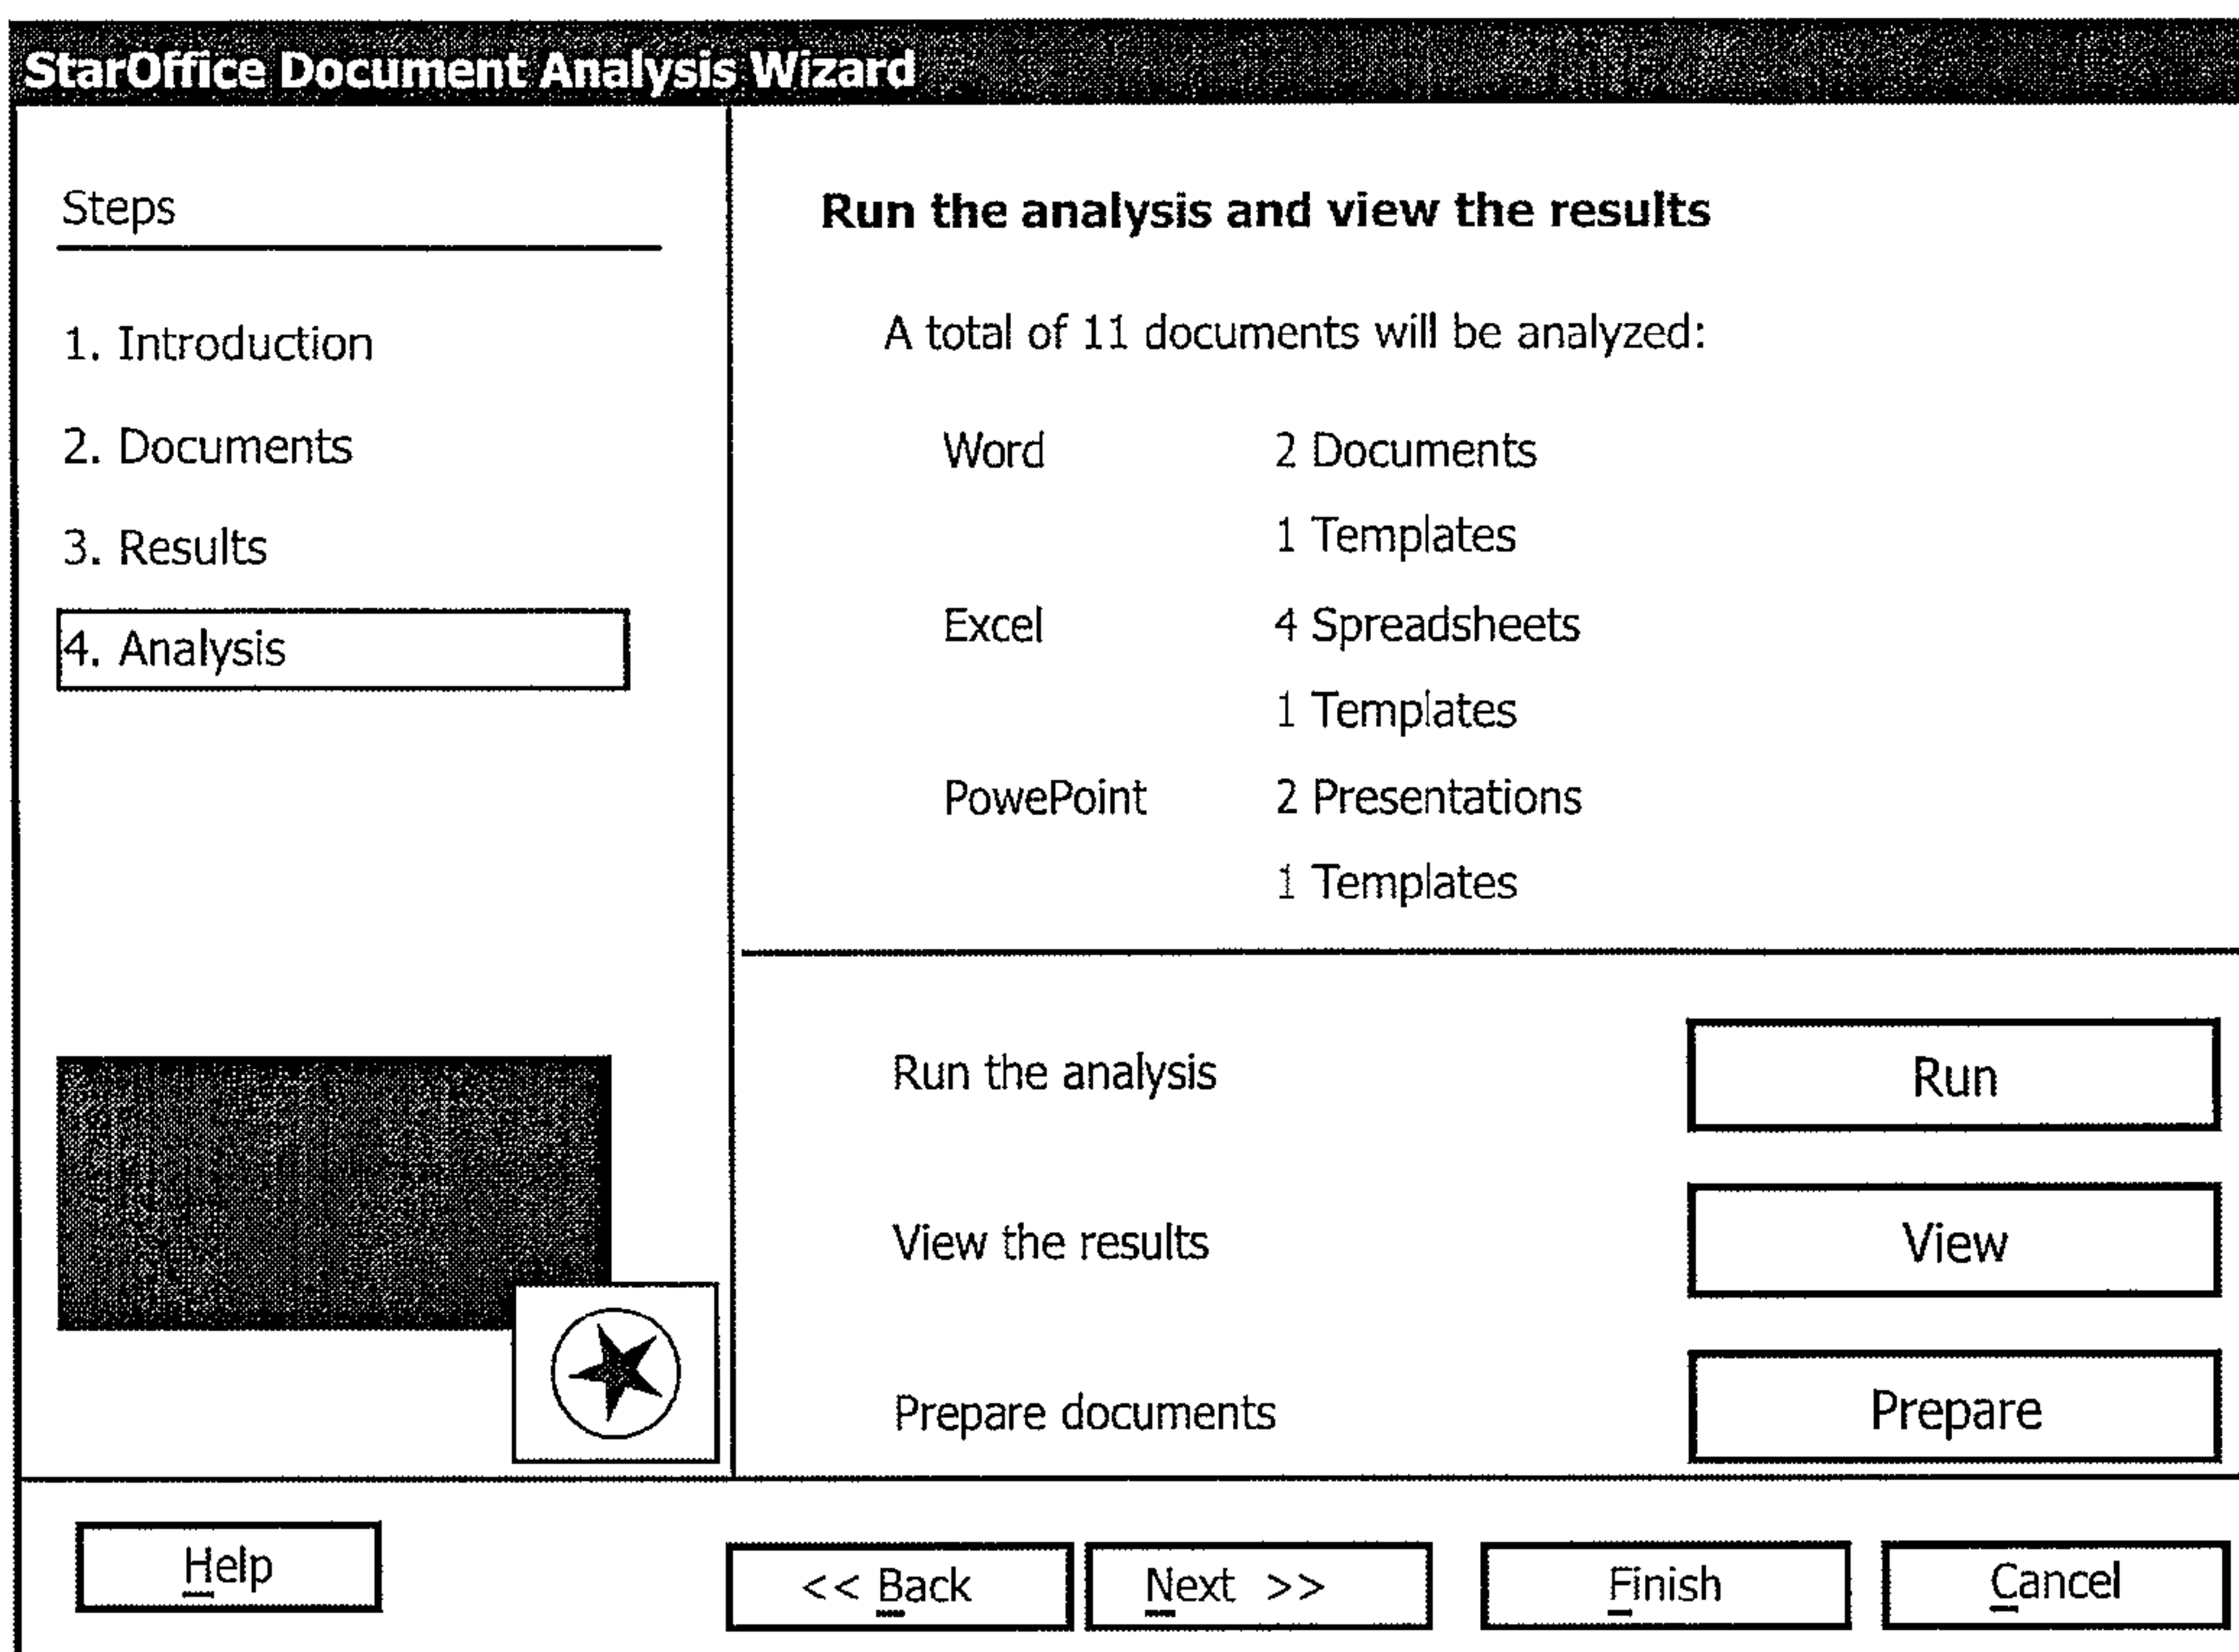 StarOffice Document Analysis Wizard
Steps
1. Introduction
2. Documents
3. Results
4. Analysis
Run the analysis and view the results
A total of 11 documents will be analyzed:
Word 2 Documents
1 Templates
Excel 4 Spreadsheets
1 Templates
PowePoint 2 Presentations
1 Templates
Run the analysis Run
View the results View
Prepare documents Prepare
Help << Back Next >> Finish Cancel